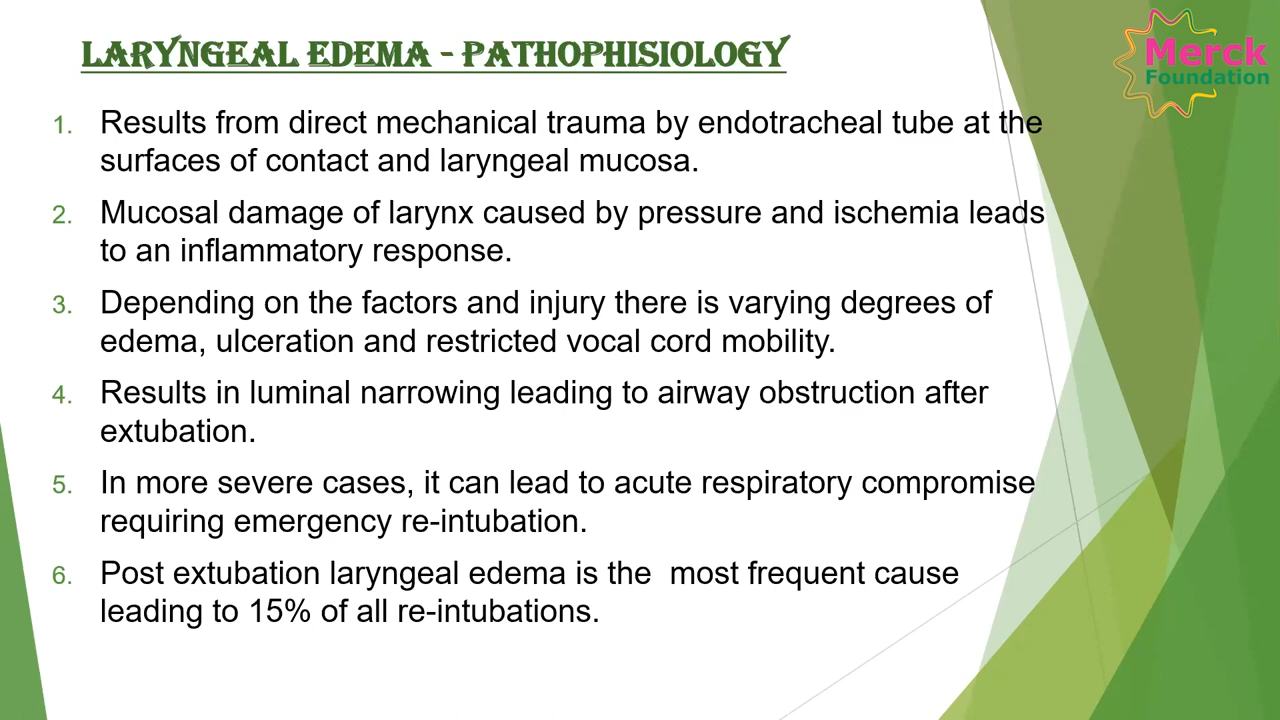 LARYNGEAL EDEMA - PATHOPHISIOLOGY
Merck
Foundation
1. Results from direct mechanical trauma by endotracheal tube at the
surfaces of contact and laryngeal mucosa.
2. Mucosal damage of larynx caused by pressure and ischemia leads
to an inflammatory response.
3. Depending on the factors and injury there is varying degrees of
edema, ulceration and restricted vocal cord mobility.
4. Results in luminal narrowing leading to airway obstruction after
extubation.
5. In more severe cases, it can lead to acute respiratory compromise
requiring emergency re-intubation.
6. Post extubation laryngeal edema is the  most frequent cause
leading to 15% of all re-intubations.